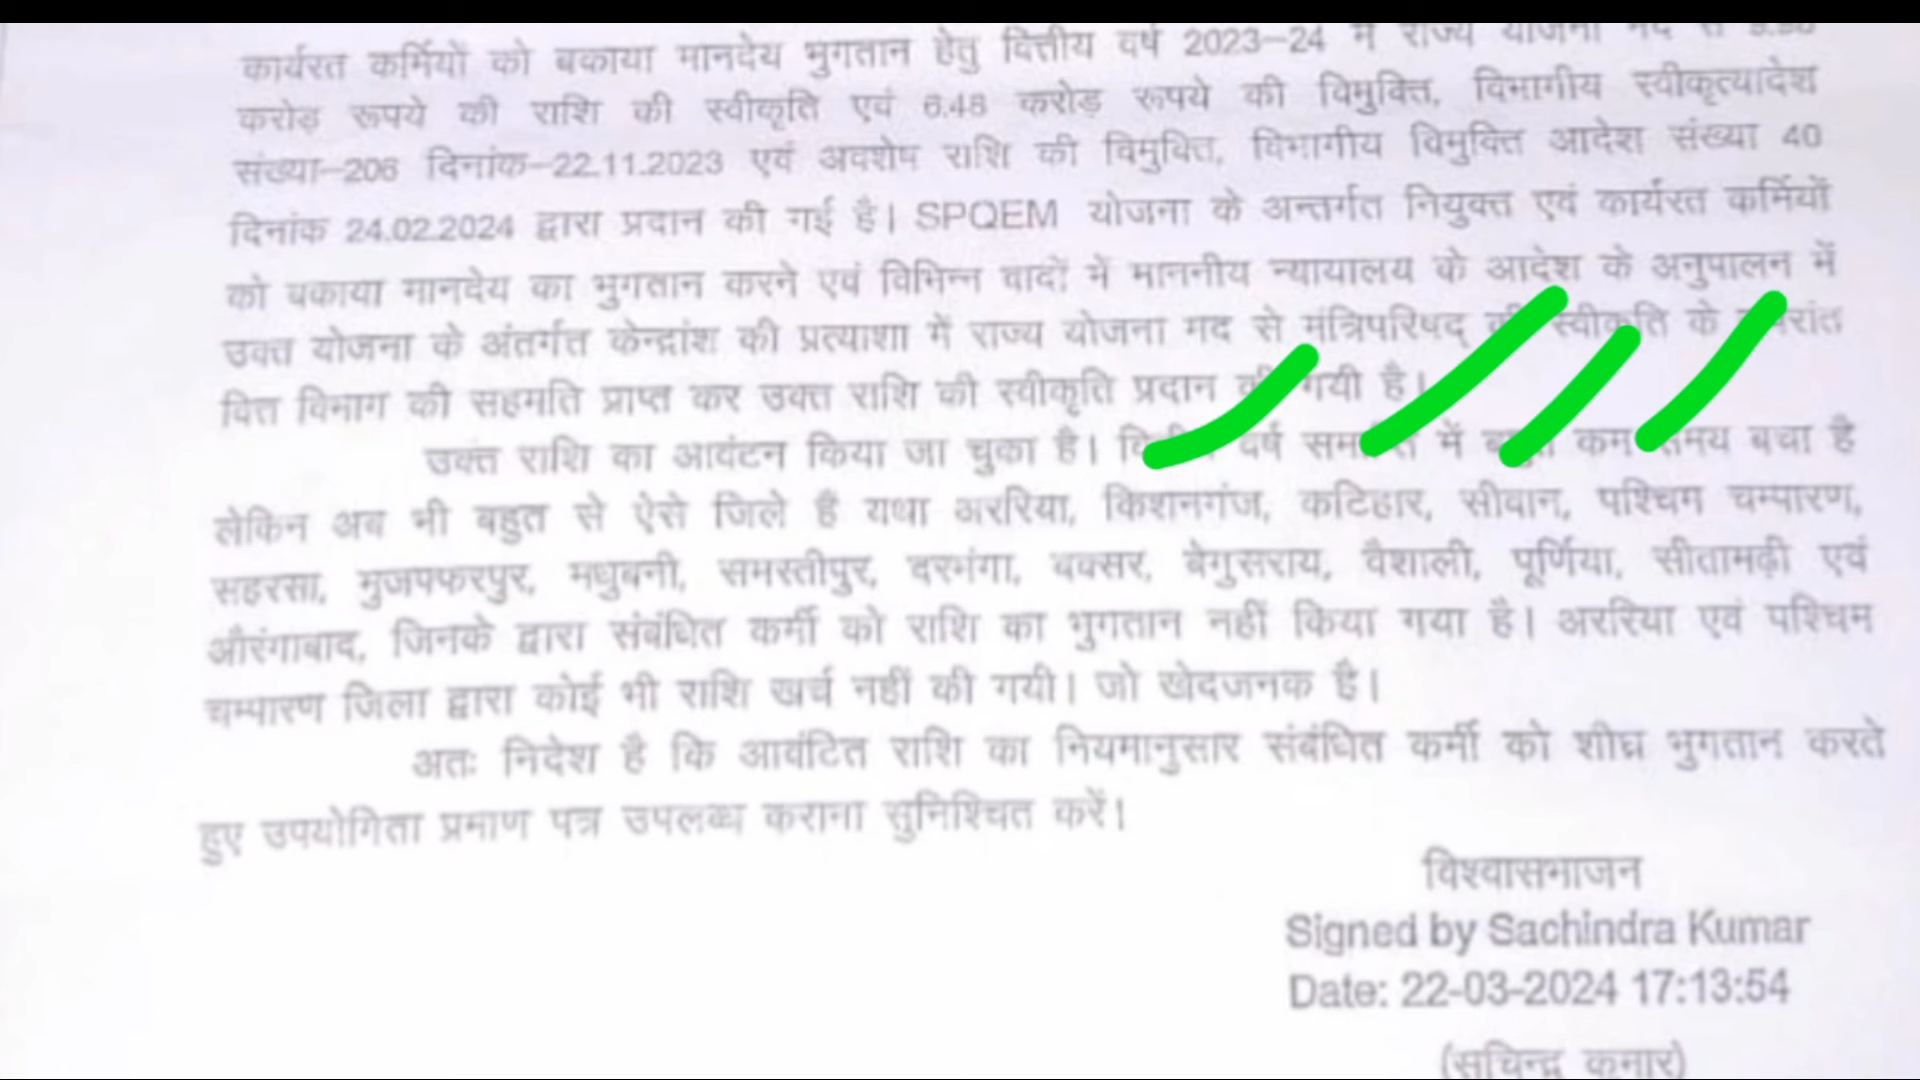 कार्यरत कर्मियों को बकाया मानदेय भुगतान हेतु वित्तीय वर्ष 2023–24 में राज्य योजना मद से
करोड़ रूपये की राशि की स्वीकृति एवं 6.48 करोड़ रूपये की विमुक्ति, विभागीय स्वीकृत्यादेश
संख्या–206 दिनांक–22.11.2023 एवं अवशेष राशि की विमुक्ति, विभागीय विमुक्ति आदेश संख्या 40
दिनांक 24.02.2024 द्वारा प्रदान की गई है। SPQEM योजना के अन्तर्गत नियुक्त एवं कार्यरत कर्मियों
को बकाया मानदेय का भुगतान करने एवं विभिन्न वादों में माननीय न्यायालय के आदेश के अनुपालन में
उक्त योजना के अंतर्गत केन्द्रांश की प्रत्याशा में राज्य योजना मद से मंत्रिपरिषद् की स्वीकृति के
वित्त विभाग की सहमति प्राप्त कर उक्त राशि की स्वीकृति प्रदान की गयी है।
उक्त राशि का आवंटन किया जा चुका है। वर्ष में कम समय बचा है
लेकिन अब भी बहुत से ऐसे जिले हैं यथा अररिया, किशनगंज, कटिहार, सीवान, पश्चिम चम्पारण,
सहरसा, मुजफ्फरपुर, मधुबनी, समस्तीपुर, दरभंगा, बक्सर, बेगुसराय, वैशाली, पूर्णिया, सीतामढ़ी एवं
औरंगाबाद, जिनके द्वारा संबंधित कर्मी को राशि का भुगतान नहीं किया गया है। अररिया एवं पश्चिम
चम्पारण जिला द्वारा कोई भी राशि खर्च नहीं की गयी। जो खेदजनक है।
अतः निदेश है कि आवंटित राशि का नियमानुसार संबंधित कर्मी को शीघ्र भुगतान करते
हुए उपयोगिता प्रमाण पत्र उपलब्ध कराना सुनिश्चित करें।
विश्वासभाजन
Signed by Sachindra Kumar
Date: 22-03-2024 17:13:54
(सचिन्द्र कुमार)